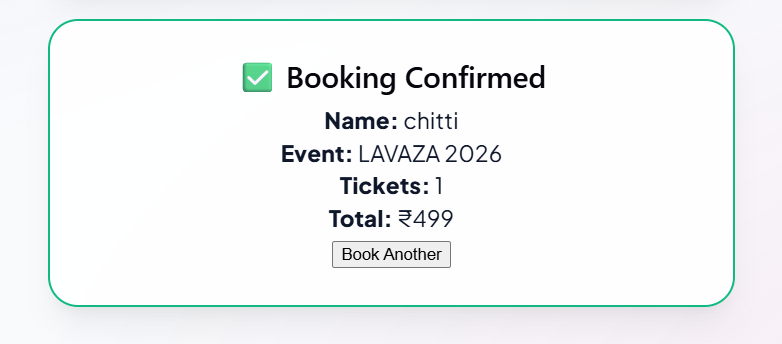 ✅ Booking Confirmed
Name: chitti
Event: LAVAZA 2026
Tickets: 1
Total: ₹499
Book Another